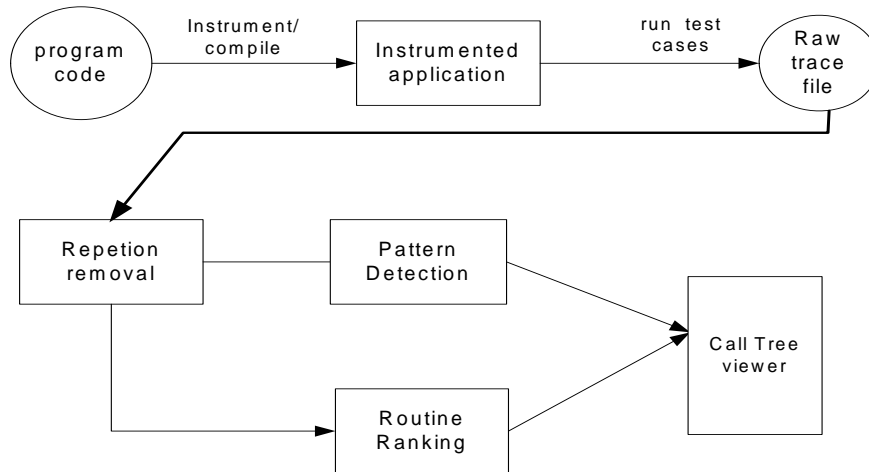 program
code
Instrument/
compile
Instrumented
application
run test
cases
Raw
trace
file
Repetion
removal
Pattern
Detection
Call Tree
viewer
Routine
Ranking